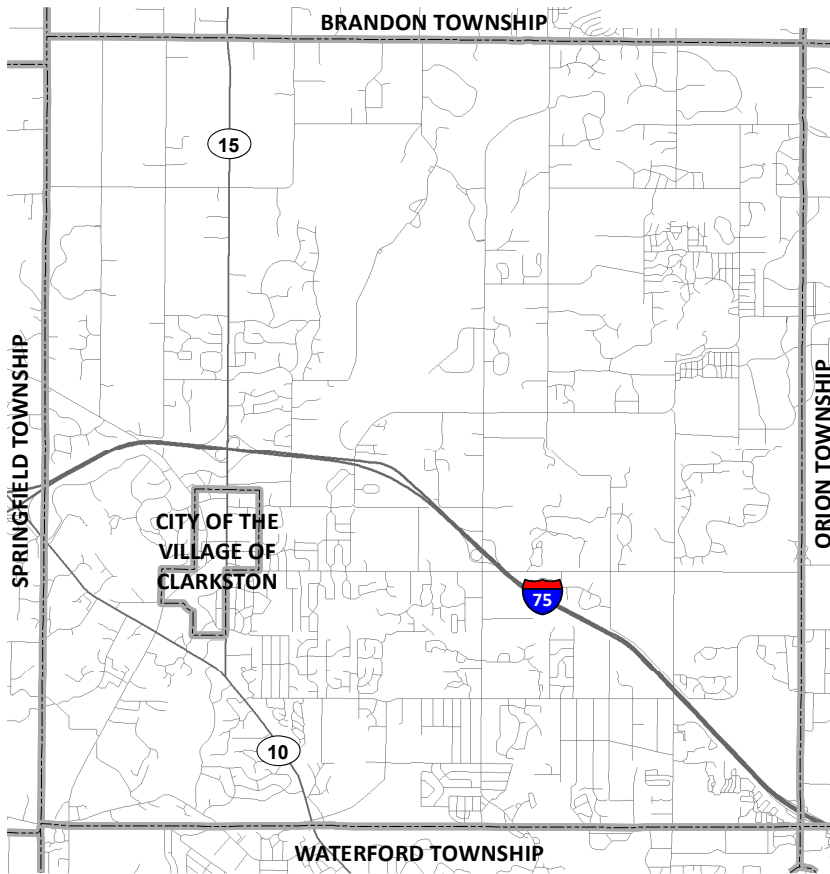 BRANDON TOWNSHIP
15
SPRINGFIELD TOWNSHIP
ORION TOWNSHIP
CITY OF THE
VILLAGE OF
CLARKSTON
75
10
WATERFORD TOWNSHIP